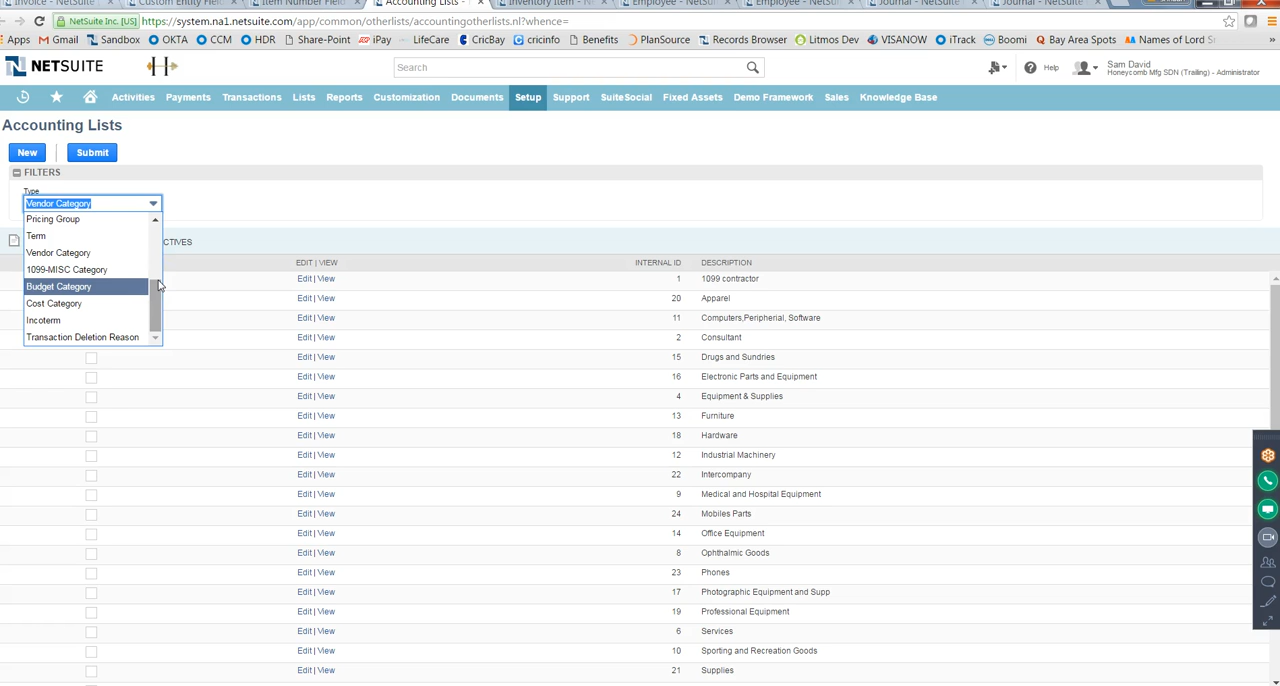 Invoice - NetSuite
Custom Entity Field
Item Number Field
Accounting Lists -
Inventory Item - Net
Employee - NetSuite
Employee - NetSuite
Journal - NetSuite
Journal - NetSuite
NetSuite Inc. [US] https://system.na1.netsuite.com/app/common/otherlists/accountingotherlists.nl?whence=
Apps Gmail Sandbox OKTA CCM HDR Share-Point iPay LifeCare CricBay cricinfo Benefits PlanSource Records Browser Litmos Dev VISANOW iTrack Boomi Bay Area Spots Names of Lord S
NETSUITE
Search
Help
Sam David
Honeycomb Mfg SDN (Trailing) - Administrator
Activities Payments Transactions Lists Reports Customization Documents Setup Support SuiteSocial Fixed Assets Demo Framework Sales Knowledge Base
Accounting Lists
New Submit
FILTERS
Type
Vendor Category
Pricing Group
Term
Vendor Category
1099-MISC Category
Budget Category
Cost Category
Incoterm
Transaction Deletion Reason
CTIVES
EDIT | VIEW INTERNAL ID DESCRIPTION
Edit | View 1 1099 contractor
Edit | View 20 Apparel
Edit | View 11 Computers,Peripherial, Software
Edit | View 2 Consultant
Edit | View 15 Drugs and Sundries
Edit | View 16 Electronic Parts and Equipment
Edit | View 4 Equipment & Supplies
Edit | View 13 Furniture
Edit | View 18 Hardware
Edit | View 12 Industrial Machinery
Edit | View 22 Intercompany
Edit | View 9 Medical and Hospital Equipment
Edit | View 24 Mobiles Parts
Edit | View 14 Office Equipment
Edit | View 8 Ophthalmic Goods
Edit | View 23 Phones
Edit | View 17 Photographic Equipment and Supp
Edit | View 19 Professional Equipment
Edit | View 6 Services
Edit | View 10 Sporting and Recreation Goods
Edit | View 21 Supplies